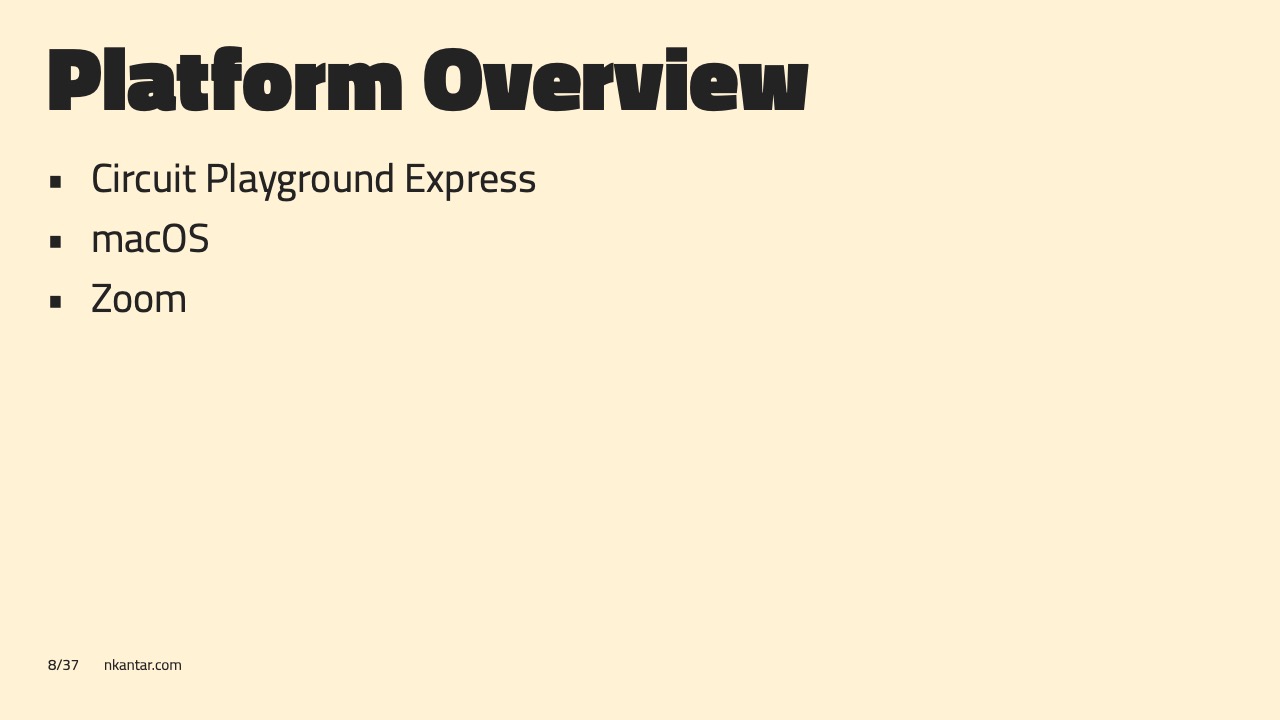 Platform Overview
▪ Circuit Playground Express
▪ macOS
▪ Zoom
8/37 nkantar.com